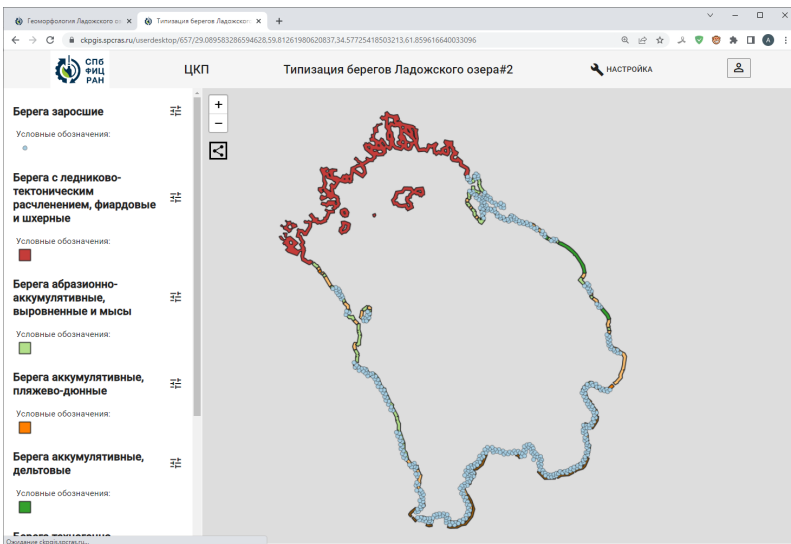 Геоморфология Ладожского оз
Типизация берегов Ладожского
ckpgis.spcras.ru/userdesktop/657/29.089583286594628,59.81261980620837,34.57725418503213,61.859616640033096
СПб
ФИЦ
РАН
ЦКП
Типизация берегов Ладожского озера#2
НАСТРОЙКА
Берега заросшие
Условные обозначения:
Берега с ледниково-
тектоническим
расчленением, фиардовые
и шхерные
Условные обозначения:
Берега абразионно-
аккумулятивные,
выровненные и мысы
Условные обозначения:
Берега аккумулятивные,
пляжево-дюнные
Условные обозначения:
Берега аккумулятивные,
дельтовые
Условные обозначения:
Берега техногенно-
Ожидание ckpgis.spcras.ru...
+
−